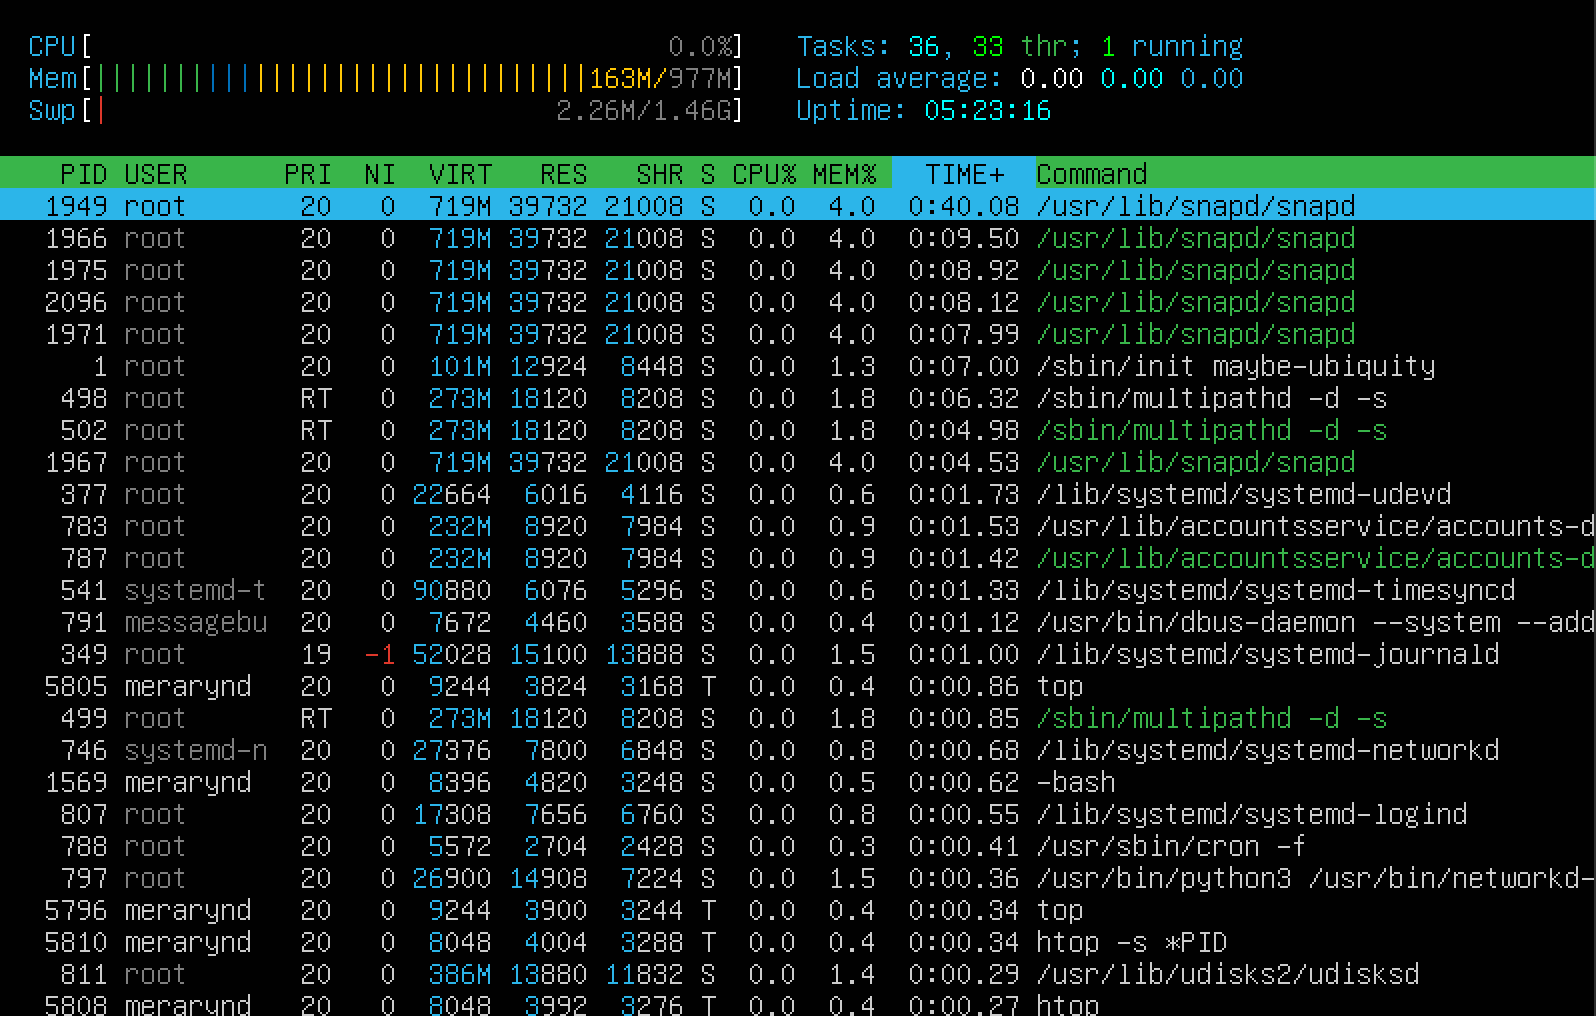 CPU[ 0.0%] Tasks: 36, 33 thr; 1 running
Mem[||||||||||||||||||||||||||||||||163M/977M] Load average: 0.00 0.00 0.00
Swp[| 2.26M/1.46G] Uptime: 05:23:16
PID USER PRI NI VIRT RES SHR S CPU% MEM% TIME+ Command
1949 root 20 0 719M 39732 21008 S 0.0 4.0 0:40.08 /usr/lib/snapd/snapd
1966 root 20 0 719M 39732 21008 S 0.0 4.0 0:09.50 /usr/lib/snapd/snapd
1975 root 20 0 719M 39732 21008 S 0.0 4.0 0:08.92 /usr/lib/snapd/snapd
2096 root 20 0 719M 39732 21008 S 0.0 4.0 0:08.12 /usr/lib/snapd/snapd
1971 root 20 0 719M 39732 21008 S 0.0 4.0 0:07.99 /usr/lib/snapd/snapd
1 root 20 0 101M 12924 8448 S 0.0 1.3 0:07.00 /sbin/init maybe-ubiquity
498 root RT 0 273M 18120 8208 S 0.0 1.8 0:06.32 /sbin/multipathd -d -s
502 root RT 0 273M 18120 8208 S 0.0 1.8 0:04.98 /sbin/multipathd -d -s
1967 root 20 0 719M 39732 21008 S 0.0 4.0 0:04.53 /usr/lib/snapd/snapd
377 root 20 0 22664 6016 4116 S 0.0 0.6 0:01.73 /lib/systemd/systemd-udevd
783 root 20 0 232M 8920 7984 S 0.0 0.9 0:01.53 /usr/lib/accountsservice/accounts-d
787 root 20 0 232M 8920 7984 S 0.0 0.9 0:01.42 /usr/lib/accountsservice/accounts-d
541 systemd-t 20 0 90880 6076 5296 S 0.0 0.6 0:01.33 /lib/systemd/systemd-timesyncd
791 messagebu 20 0 7672 4460 3588 S 0.0 0.4 0:01.12 /usr/bin/dbus-daemon --system --add
349 root 19 -1 52028 15100 13888 S 0.0 1.5 0:01.00 /lib/systemd/systemd-journald
5805 merarynd 20 0 9244 3824 3168 T 0.0 0.4 0:00.86 top
499 root RT 0 273M 18120 8208 S 0.0 1.8 0:00.85 /sbin/multipathd -d -s
746 systemd-n 20 0 27376 7800 6848 S 0.0 0.8 0:00.68 /lib/systemd/systemd-networkd
1569 merarynd 20 0 8396 4820 3248 S 0.0 0.5 0:00.62 -bash
807 root 20 0 17308 7656 6760 S 0.0 0.8 0:00.55 /lib/systemd/systemd-logind
788 root 20 0 5572 2704 2428 S 0.0 0.3 0:00.41 /usr/sbin/cron -f
797 root 20 0 26900 14908 7224 S 0.0 1.5 0:00.36 /usr/bin/python3 /usr/bin/networkd-
5796 merarynd 20 0 9244 3900 3244 T 0.0 0.4 0:00.34 top
5810 merarynd 20 0 8048 4004 3288 T 0.0 0.4 0:00.34 htop -s *PID
811 root 20 0 386M 13880 11832 S 0.0 1.4 0:00.29 /usr/lib/udisks2/udisksd
5808 merarynd 20 0 8048 3992 3276 T 0.0 0.4 0:00.27 htop